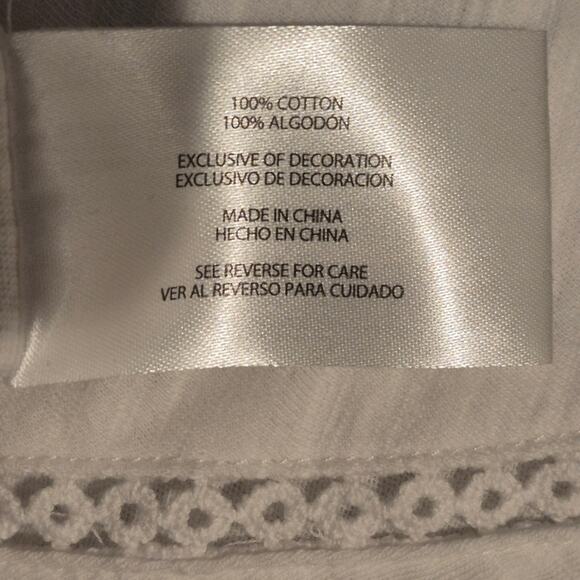 100% COTTON
100% ALGODÓN
EXCLUSIVE OF DECORATION
EXCLUSIVO DE DECORACION
MADE IN CHINA
HECHO EN CHINA
SEE REVERSE FOR CARE
VER AL REVERSO PARA CUIDADO